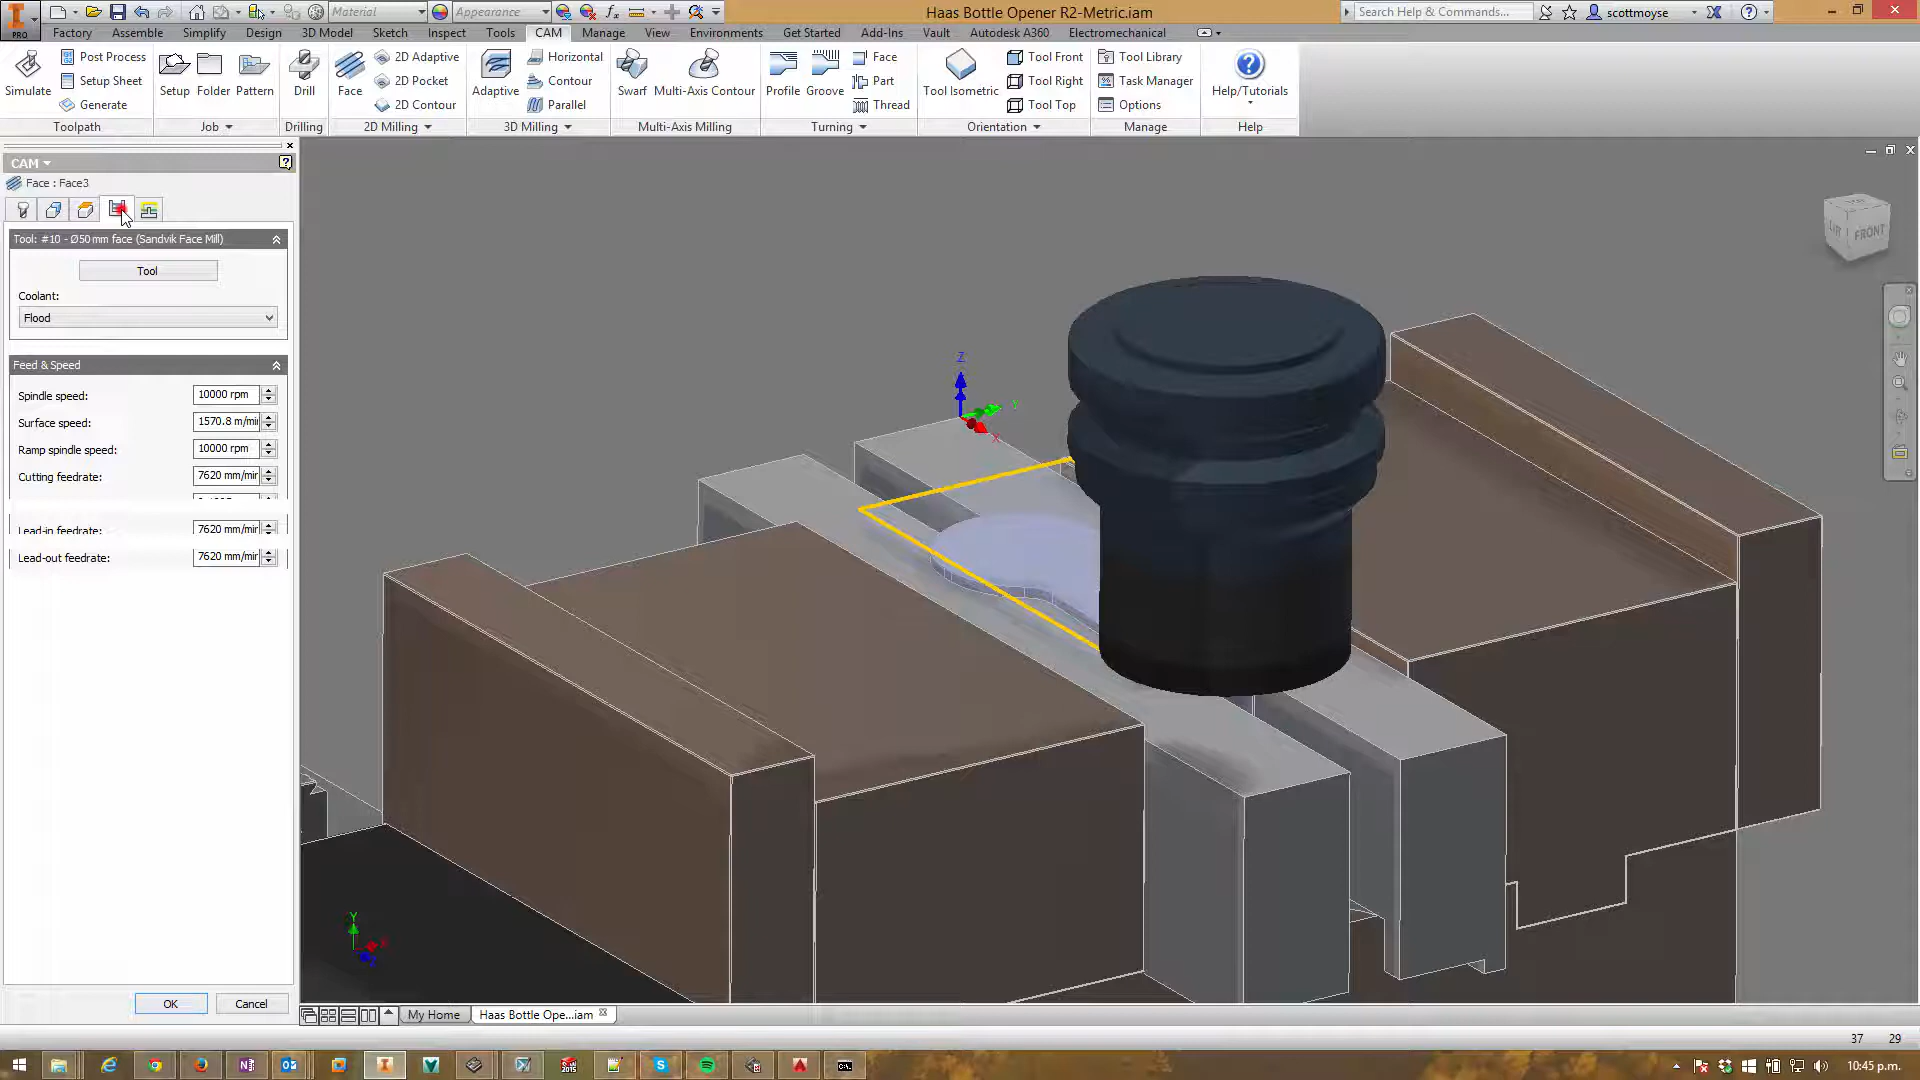 PRO
Material
Appearance
Haas Bottle Opener R2-Metric.iam
Search Help & Commands...
scottmoyse
Factory Assemble Simplify Design 3D Model Sketch Inspect Tools CAM Manage View Environments Get Started Add-Ins Vault Autodesk A360 Electromechanical
Simulate
Post Process
Setup Sheet
Generate
Toolpath
Setup Folder Pattern
Job
Drill
Drilling
Face
2D Adaptive
2D Pocket
2D Contour
2D Milling
Adaptive
Horizontal
Contour
Parallel
3D Milling
Swarf Multi-Axis Contour
Multi-Axis Milling
Profile Groove
Face
Part
Thread
Turning
Tool Isometric
Tool Front
Tool Right
Tool Top
Orientation
Tool Library
Task Manager
Options
Manage
Help/Tutorials
Help
CAM
Face : Face3
Tool: #10 - Ø50mm face (Sandvik Face Mill)
Tool
Coolant:
Flood
Feed & Speed
Spindle speed: 10000 rpm
Surface speed: 1570.8 m/min
Ramp spindle speed: 10000 rpm
Cutting feedrate: 7620 mm/min
Lead-in feedrate: 7620 mm/min
Lead-out feedrate: 7620 mm/min
OK Cancel
Z
Y
X
FRONT
Y
X
Z
My Home Haas Bottle Ope...iam
37 29
10:45 p.m.